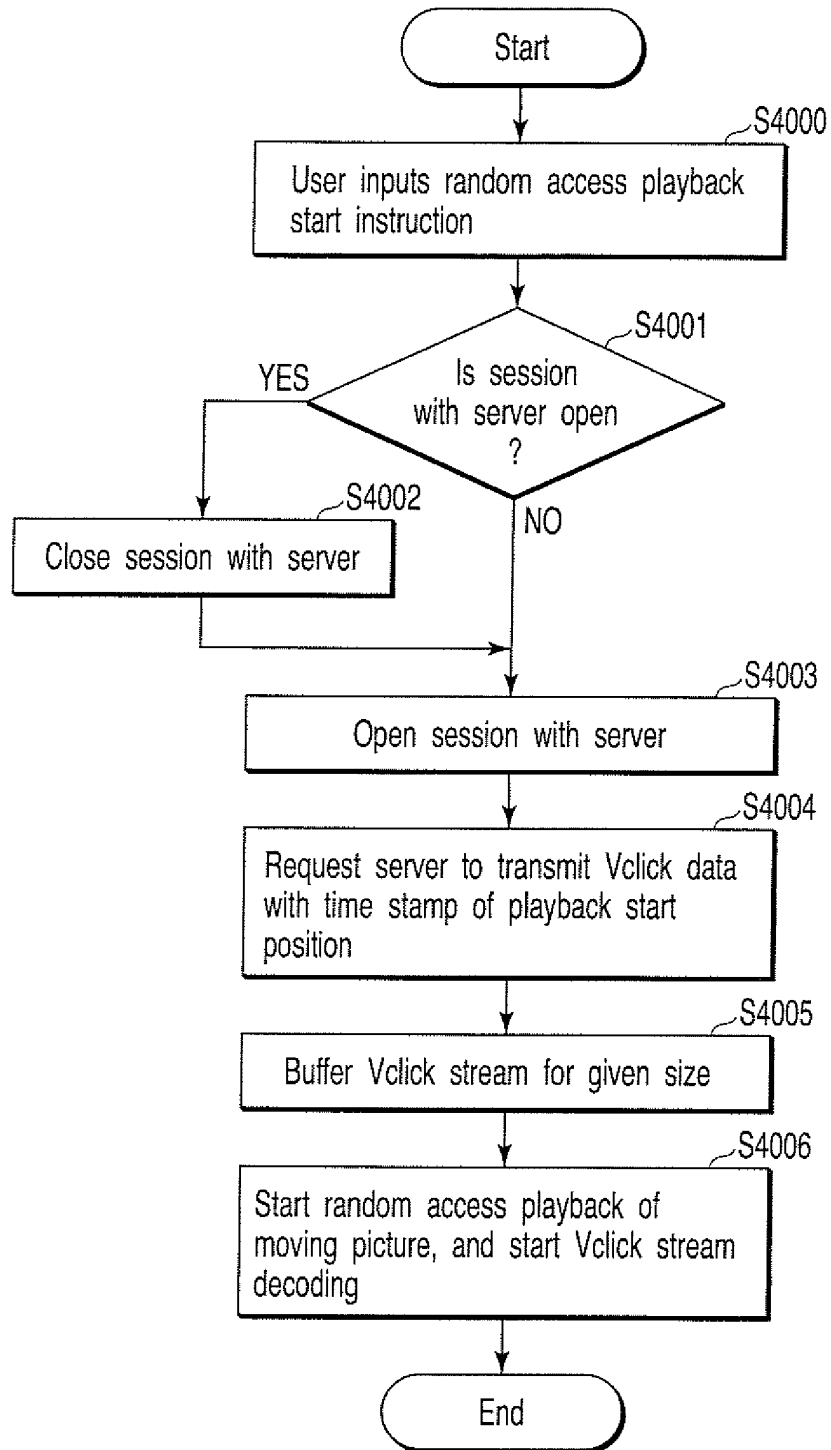 Start
S4000
User inputs random access playback
start instruction
S4001
YES
Is session
with server open
?
S4002
NO
Close session with server
S4003
Open session with server
S4004
Request server to transmit Vclick data
with time stamp of playback start
position
S4005
Buffer Vclick stream for given size
S4006
Start random access playback of
moving picture, and start Vclick stream
decoding
End